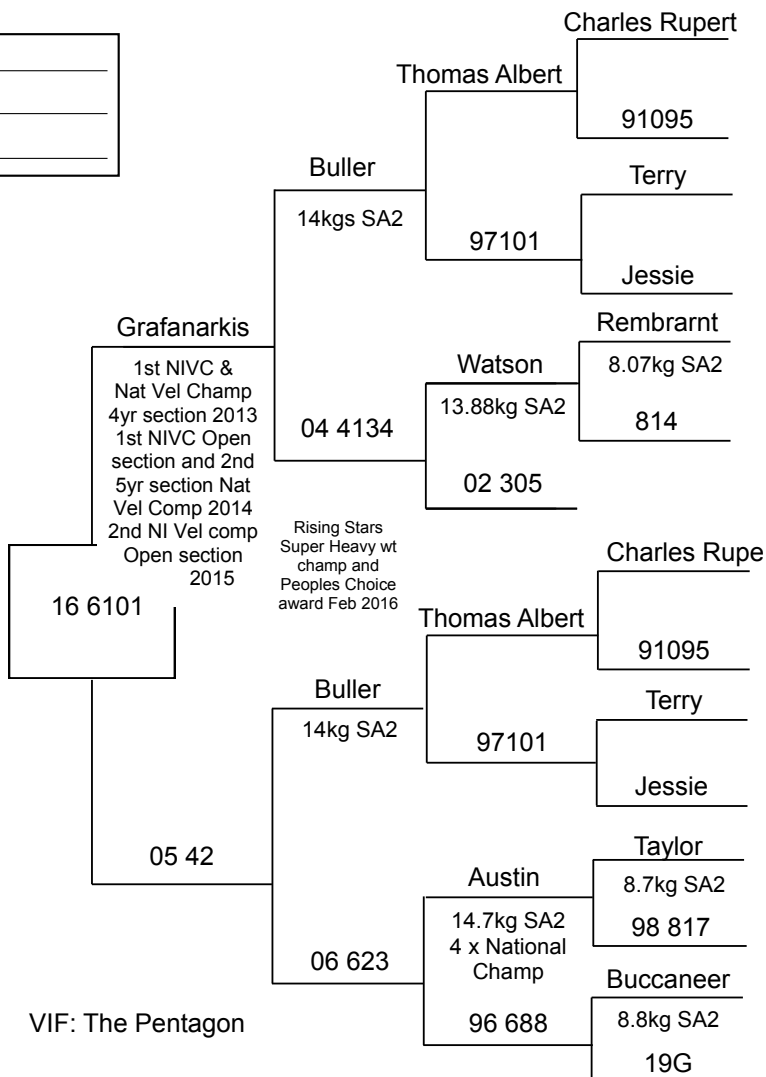 Charles Rupert
Thomas Albert
91095
Buller
Terry
14kgs SA2
97101
Jessie
Grafanarkis
Rembrarnt
1st NIVC &
Nat Vel Champ
4yr section 2013
1st NIVC Open
section and 2nd
5yr section Nat
Vel Comp 2014
2nd NI Vel comp
Open section
2015
Watson
8.07kg SA2
13.88kg SA2
04 4134
814
02 305
Rising Stars
Super Heavy wt
champ and
Peoples Choice
award Feb 2016
16 6101
Charles Rupe
Thomas Albert
91095
Buller
Terry
14kg SA2
97101
Jessie
05 42
Taylor
Austin
8.7kg SA2
14.7kg SA2
4 x National
Champ
98 817
06 623
Buccaneer
96 688
8.8kg SA2
19G
VIF: The Pentagon